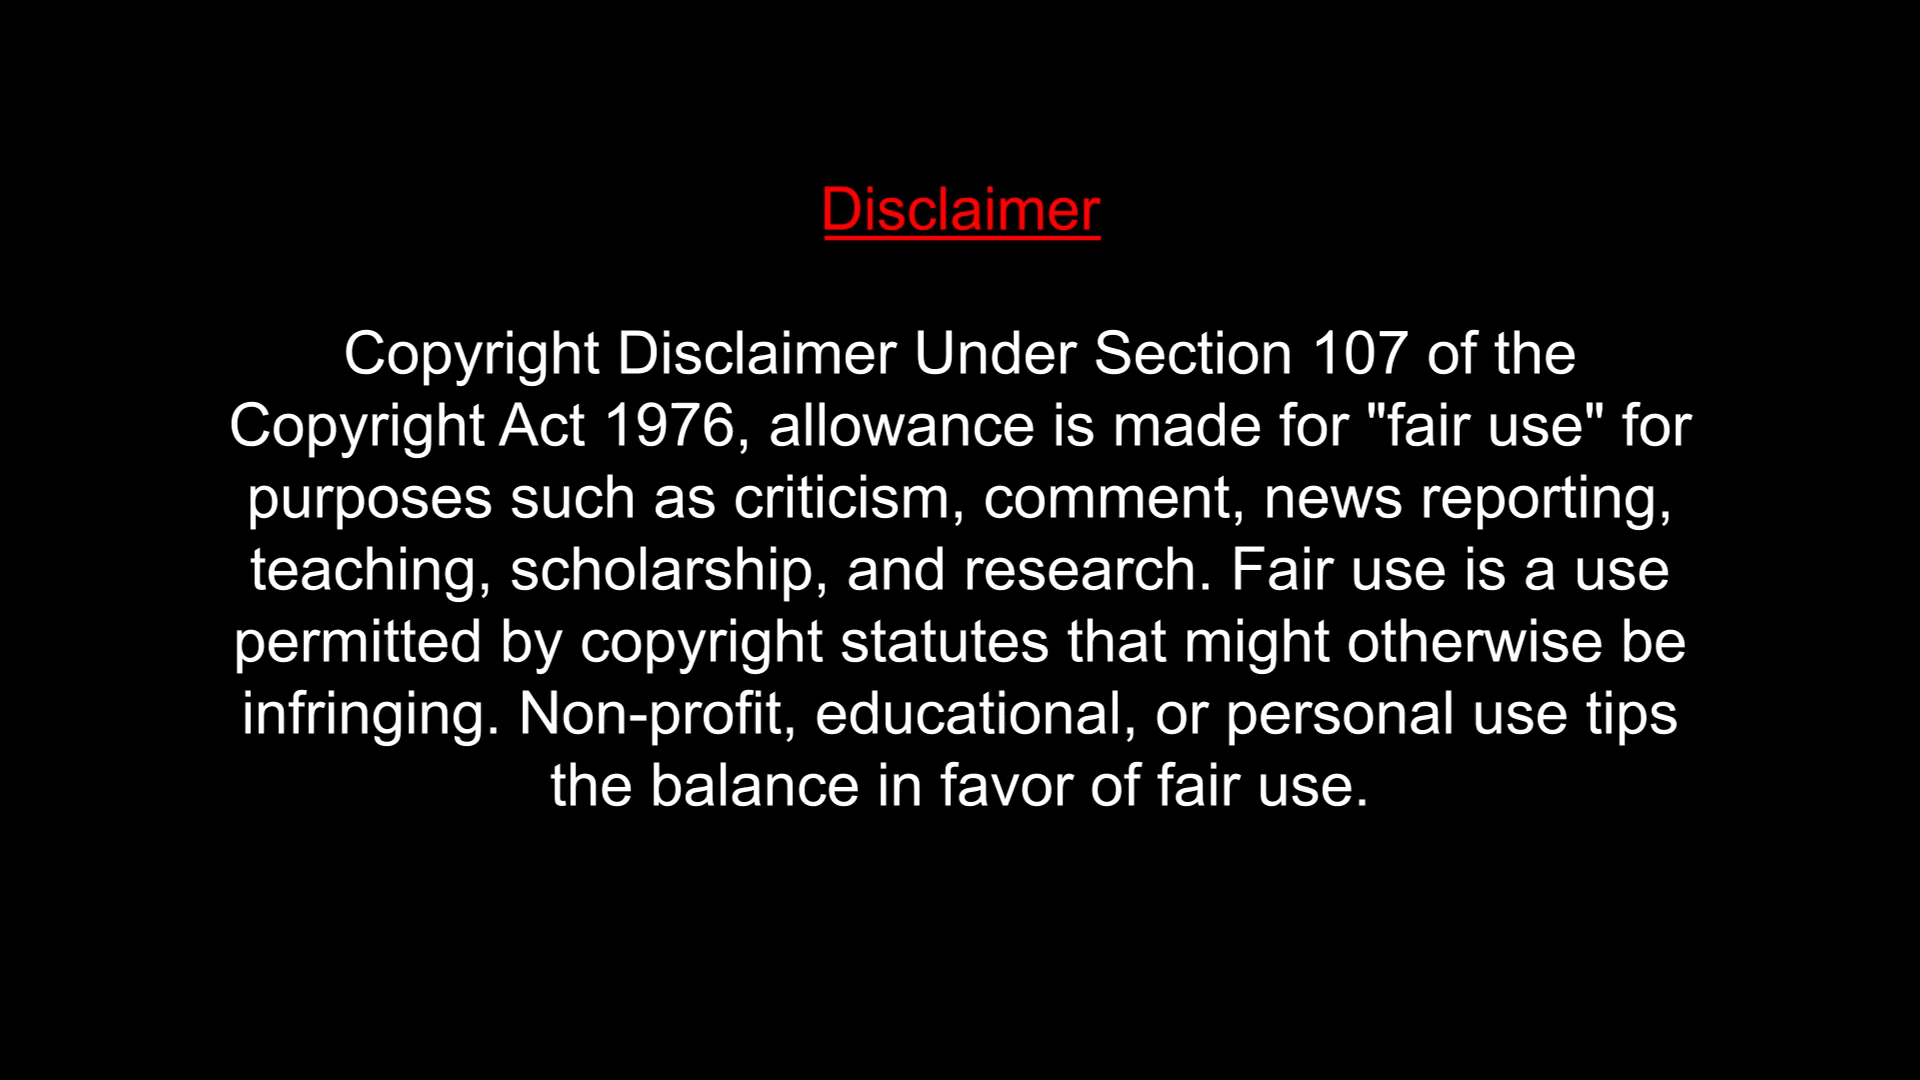 Disclaimer
Copyright Disclaimer Under Section 107 of the
Copyright Act 1976, allowance is made for "fair use" for
purposes such as criticism, comment, news reporting,
teaching, scholarship, and research. Fair use is a use
permitted by copyright statutes that might otherwise be
infringing. Non-profit, educational, or personal use tips
the balance in favor of fair use.